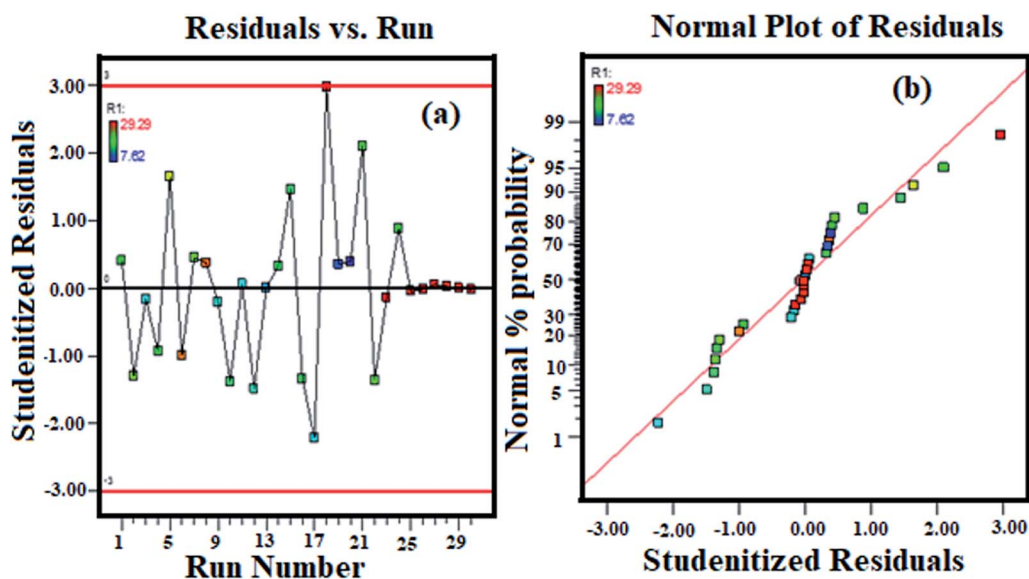 Residuals vs. Run
3
R1:
29.29
7.62
(a)
3.00
2.00
1.00
0.00
0
-1.00
-2.00
-3.00
-3
Studenitized Residuals
1 5 9 13 17 21 25 29
Run Number
Normal Plot of Residuals
R1:
29.29
7.62
(b)
99
95
90
80
70
50
30
20
10
5
1
Normal % probability
-3.00 -2.00 -1.00 0.00 1.00 2.00 3.00
Studenitized Residuals